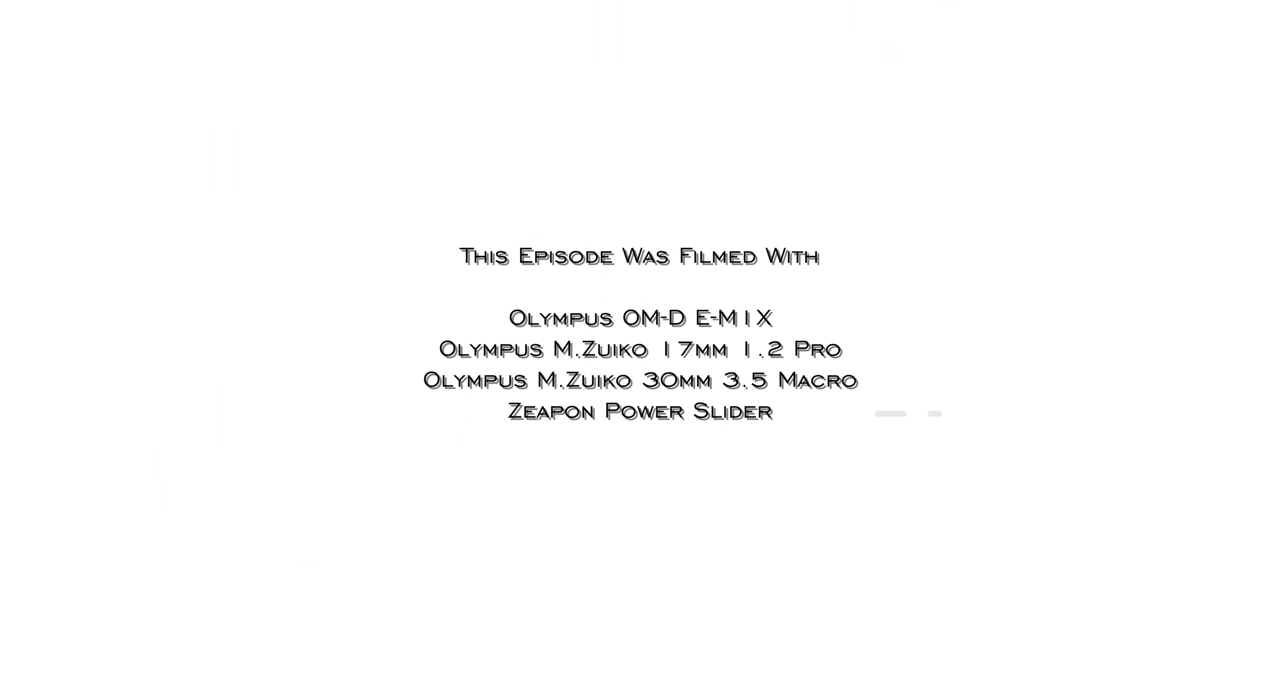 This Episode Was Filmed With
Olympus OM-D E-M1X
Olympus M.Zuiko 17mm 1.2 Pro
Olympus M.Zuiko 30mm 3.5 Macro
Zeapon Power Slider